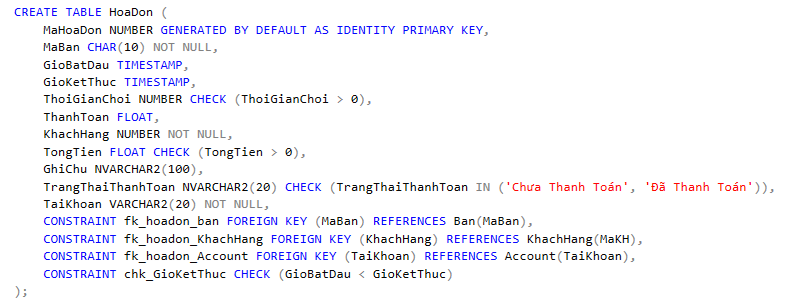 CREATE TABLE HoaDon (
    MaHoaDon NUMBER GENERATED BY DEFAULT AS IDENTITY PRIMARY KEY,
    MaBan CHAR(10) NOT NULL,
    GioBatDau TIMESTAMP,
    GioKetThuc TIMESTAMP,
    ThoiGianChoi NUMBER CHECK (ThoiGianChoi > 0),
    ThanhToan FLOAT,
    KhachHang NUMBER NOT NULL,
    TongTien FLOAT CHECK (TongTien > 0),
    GhiChu NVARCHAR2(100),
    TrangThaiThanhToan NVARCHAR2(20) CHECK (TrangThaiThanhToan IN ('Chưa Thanh Toán', 'Đã Thanh Toán')),
    TaiKhoan VARCHAR2(20) NOT NULL,
    CONSTRAINT fk_hoadon_ban FOREIGN KEY (MaBan) REFERENCES Ban(MaBan),
    CONSTRAINT fk_hoadon_KhachHang FOREIGN KEY (KhachHang) REFERENCES KhachHang(MaKH),
    CONSTRAINT fk_hoadon_Account FOREIGN KEY (TaiKhoan) REFERENCES Account(TaiKhoan),
    CONSTRAINT chk_GioKetThuc CHECK (GioBatDau < GioKetThuc)
);